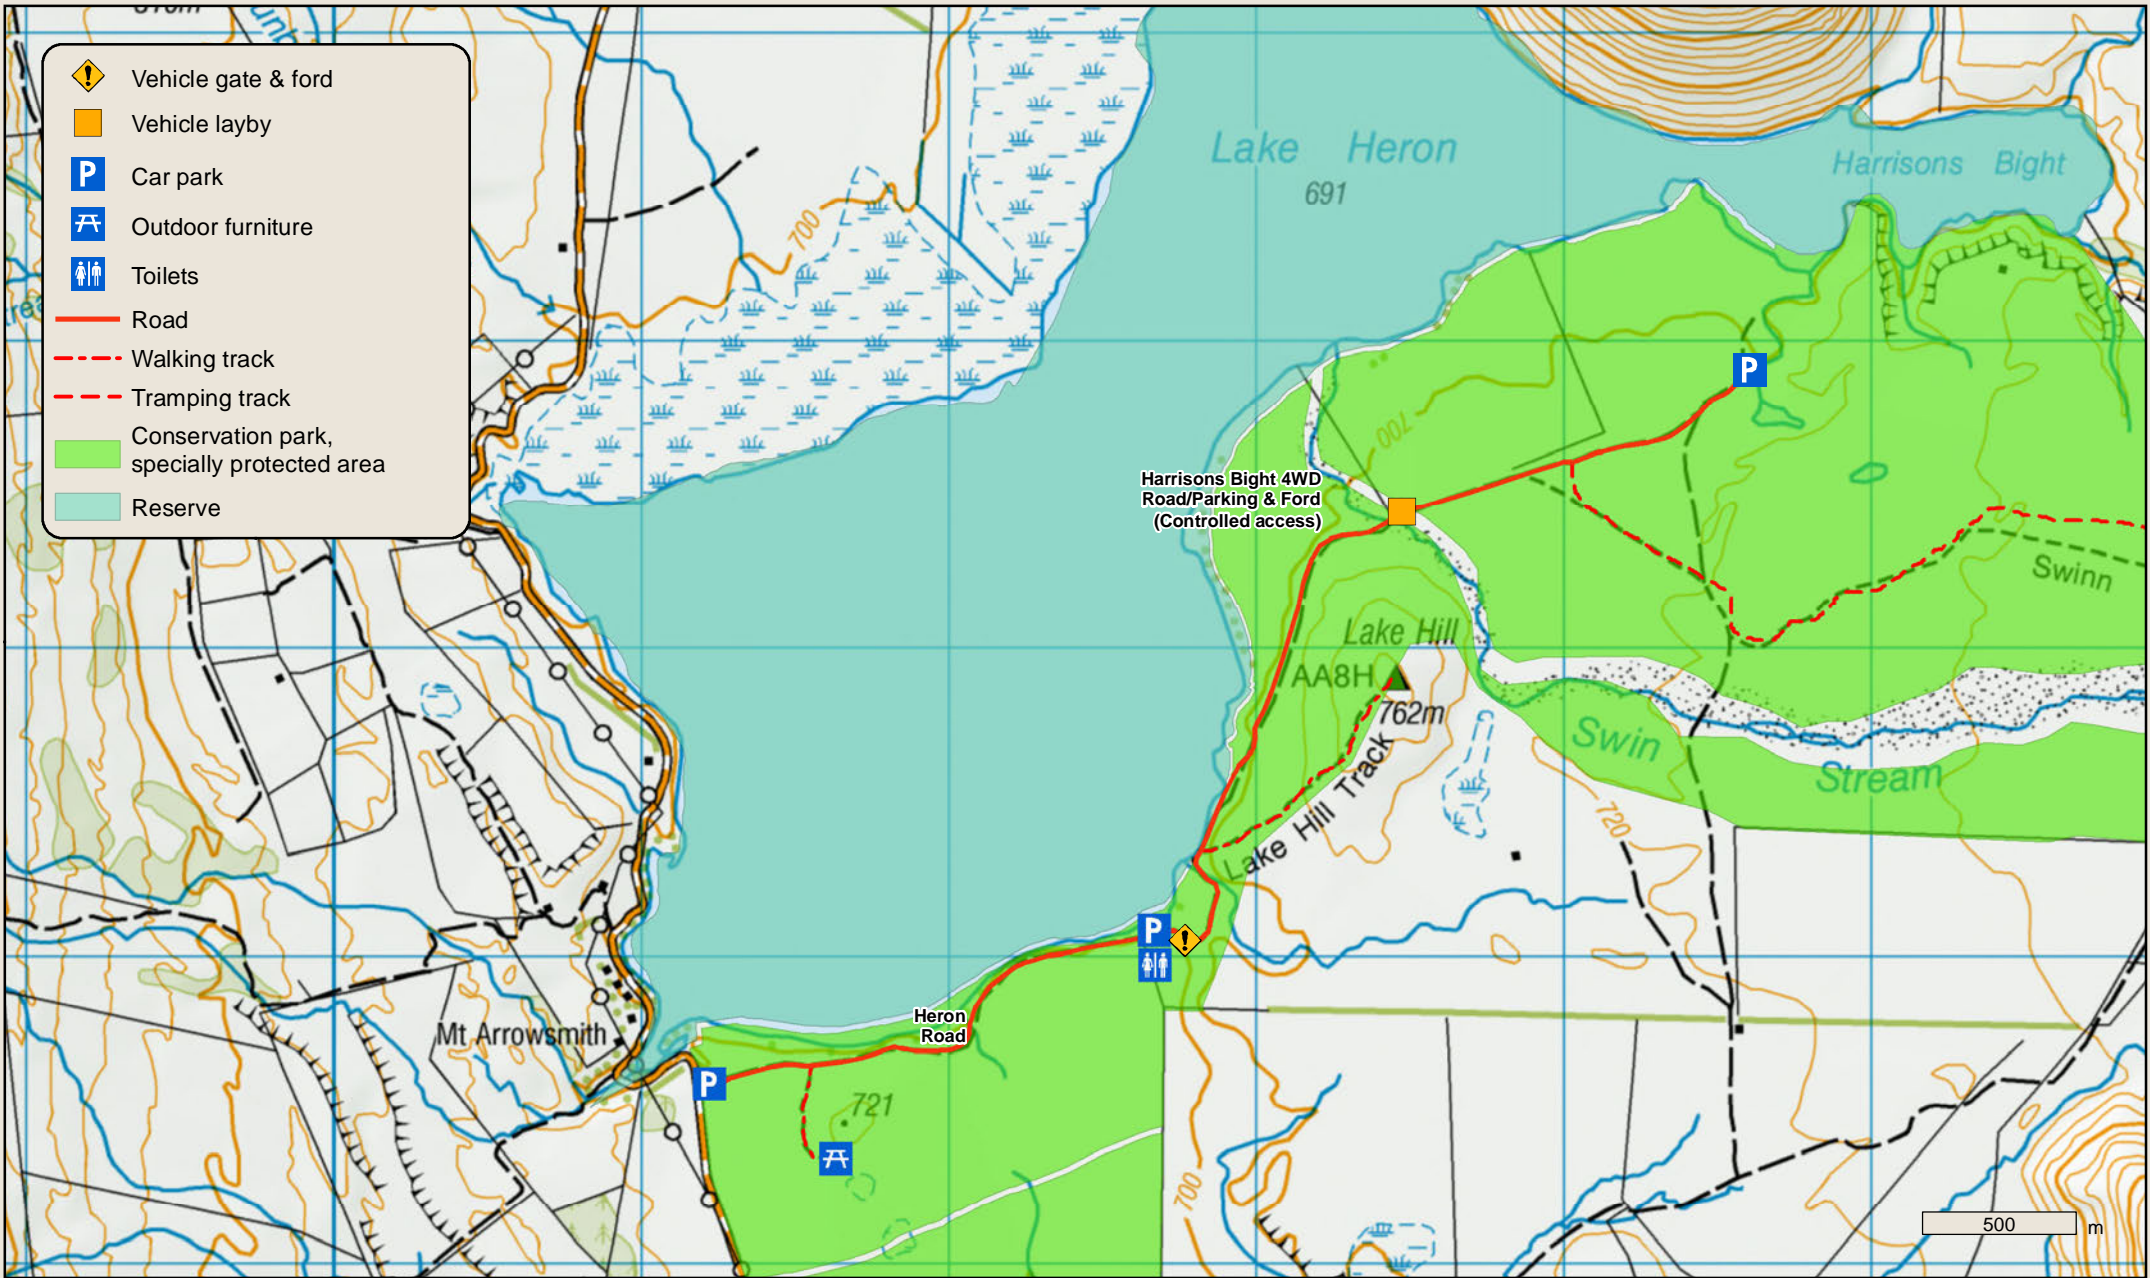 Vehicle gate & ford
Vehicle layby
P
Car park
Outdoor furniture
Toilets
Road
Walking track
Tramping track
Conservation park,
specially protected area
Reserve
Lake Heron
691
Harrisons Bight
700
700
P
Harrisons Bight 4WD
Road/Parking & Ford
(Controlled access)
Swinn
Lake Hill
AA8H
762m
Swin
Stream
Lake Hill Track
720
P
Heron
Road
Mt Arrowsmith
P
721
700
500
m